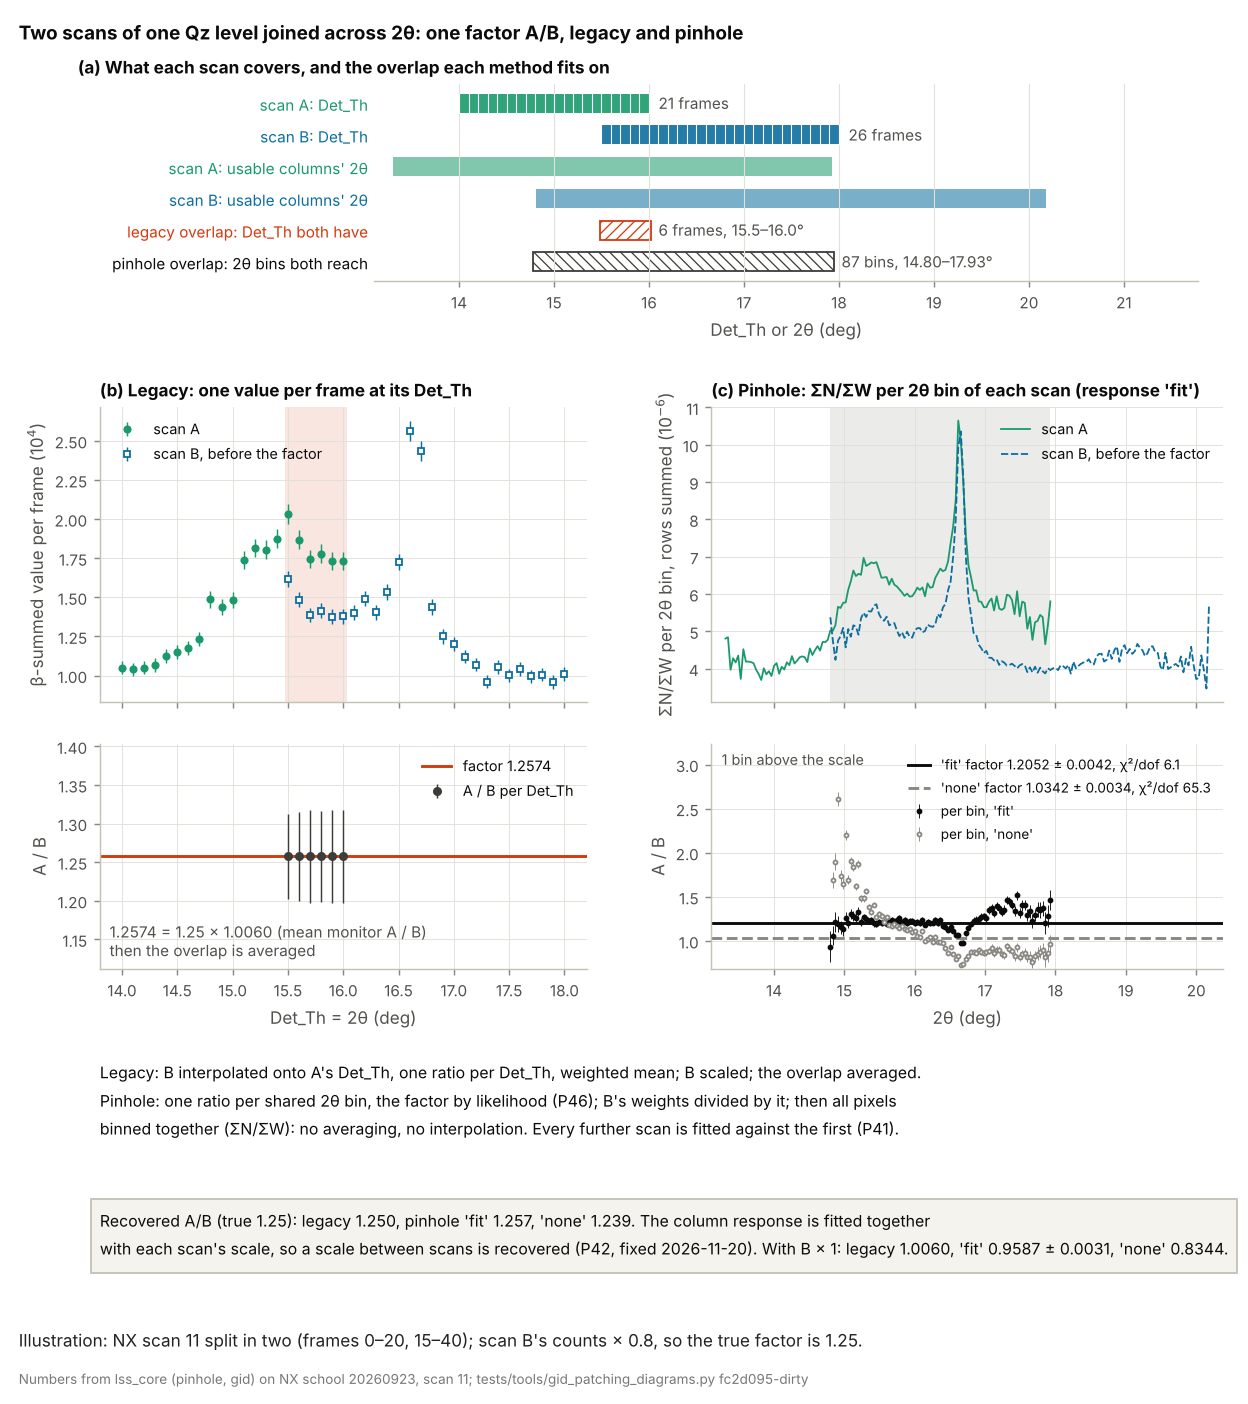 Two scans of one Qz level joined across 2θ: one factor A/B, legacy and pinhole
(a) What each scan covers, and the overlap each method fits on
scan A: Det_Th
21 frames
scan B: Det_Th
26 frames
scan A: usable columns' 2θ
scan B: usable columns' 2θ
legacy overlap: Det_Th both have
6 frames, 15.5–16.0°
pinhole overlap: 2θ bins both reach
87 bins, 14.80–17.93°
14 15 16 17 18 19 20 21
Det_Th or 2θ (deg)
(b) Legacy: one value per frame at its Det_Th
β-summed value per frame (10⁴)
2.50
2.25
2.00
1.75
1.50
1.25
1.00
scan A
scan B, before the factor
A / B
1.40
1.35
1.30
1.25
1.20
1.15
factor 1.2574
A / B per Det_Th
1.2574 = 1.25 × 1.0060 (mean monitor A / B)
then the overlap is averaged
14.0 14.5 15.0 15.5 16.0 16.5 17.0 17.5 18.0
Det_Th = 2θ (deg)
(c) Pinhole: ΣN/ΣW per 2θ bin of each scan (response 'fit')
ΣN/ΣW per 2θ bin, rows summed (10⁻⁶)
11
10
9
8
7
6
5
4
scan A
scan B, before the factor
A / B
3.0
2.5
2.0
1.5
1.0
1 bin above the scale
'fit' factor 1.2052 ± 0.0042, χ²/dof 6.1
'none' factor 1.0342 ± 0.0034, χ²/dof 65.3
per bin, 'fit'
per bin, 'none'
14 15 16 17 18 19 20
2θ (deg)
Legacy: B interpolated onto A's Det_Th, one ratio per Det_Th, weighted mean; B scaled; the overlap averaged.
Pinhole: one ratio per shared 2θ bin, the factor by likelihood (P46); B's weights divided by it; then all pixels
binned together (ΣN/ΣW): no averaging, no interpolation. Every further scan is fitted against the first (P41).
Recovered A/B (true 1.25): legacy 1.250, pinhole 'fit' 1.257, 'none' 1.239. The column response is fitted together
with each scan's scale, so a scale between scans is recovered (P42, fixed 2026-11-20). With B × 1: legacy 1.0060, 'fit' 0.9587 ± 0.0031, 'none' 0.8344.
Illustration: NX scan 11 split in two (frames 0–20, 15–40); scan B's counts × 0.8, so the true factor is 1.25.
Numbers from lss_core (pinhole, gid) on NX school 20260923, scan 11; tests/tools/gid_patching_diagrams.py fc2d095-dirty